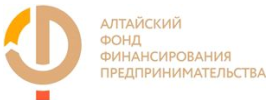 АЛТАЙСКИЙ
ФОНД
ФИНАНСИРОВАНИЯ
ПРЕДПРИНИМАТЕЛЬСТВА